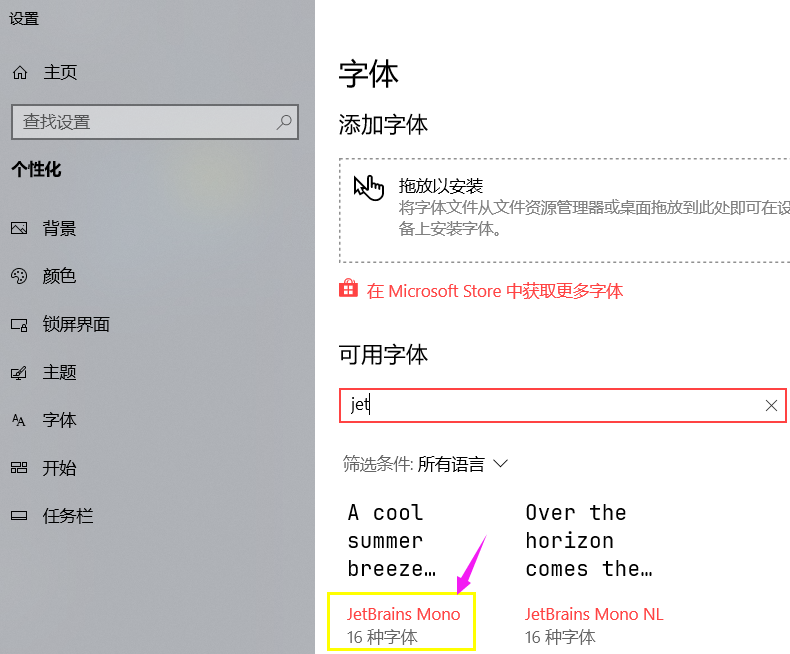 设置
主页
查找设置
个性化
背景
颜色
锁屏界面
主题
字体
开始
任务栏
字体
添加字体
拖放以安装
将字体文件从文件资源管理器或桌面拖放到此处即可在设
备上安装字体。
在 Microsoft Store 中获取更多字体
可用字体
jet
筛选条件: 所有语言
A cool
summer
breeze…
JetBrains Mono
16 种字体
Over the
horizon
comes the…
JetBrains Mono NL
16 种字体